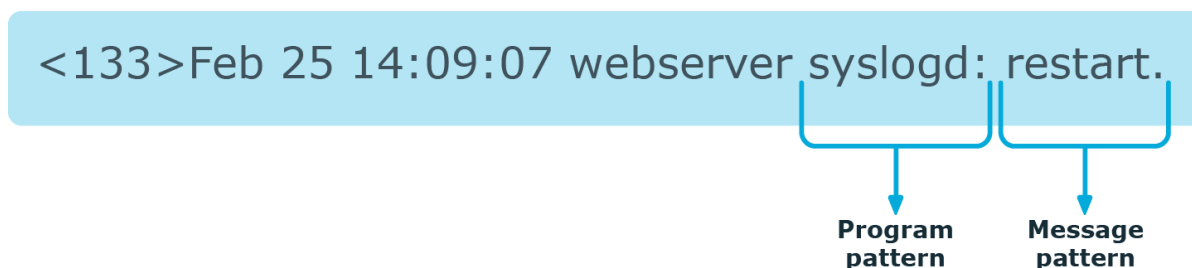 <133>Feb 25 14:09:07 webserver syslogd: restart.
Program pattern
Message pattern